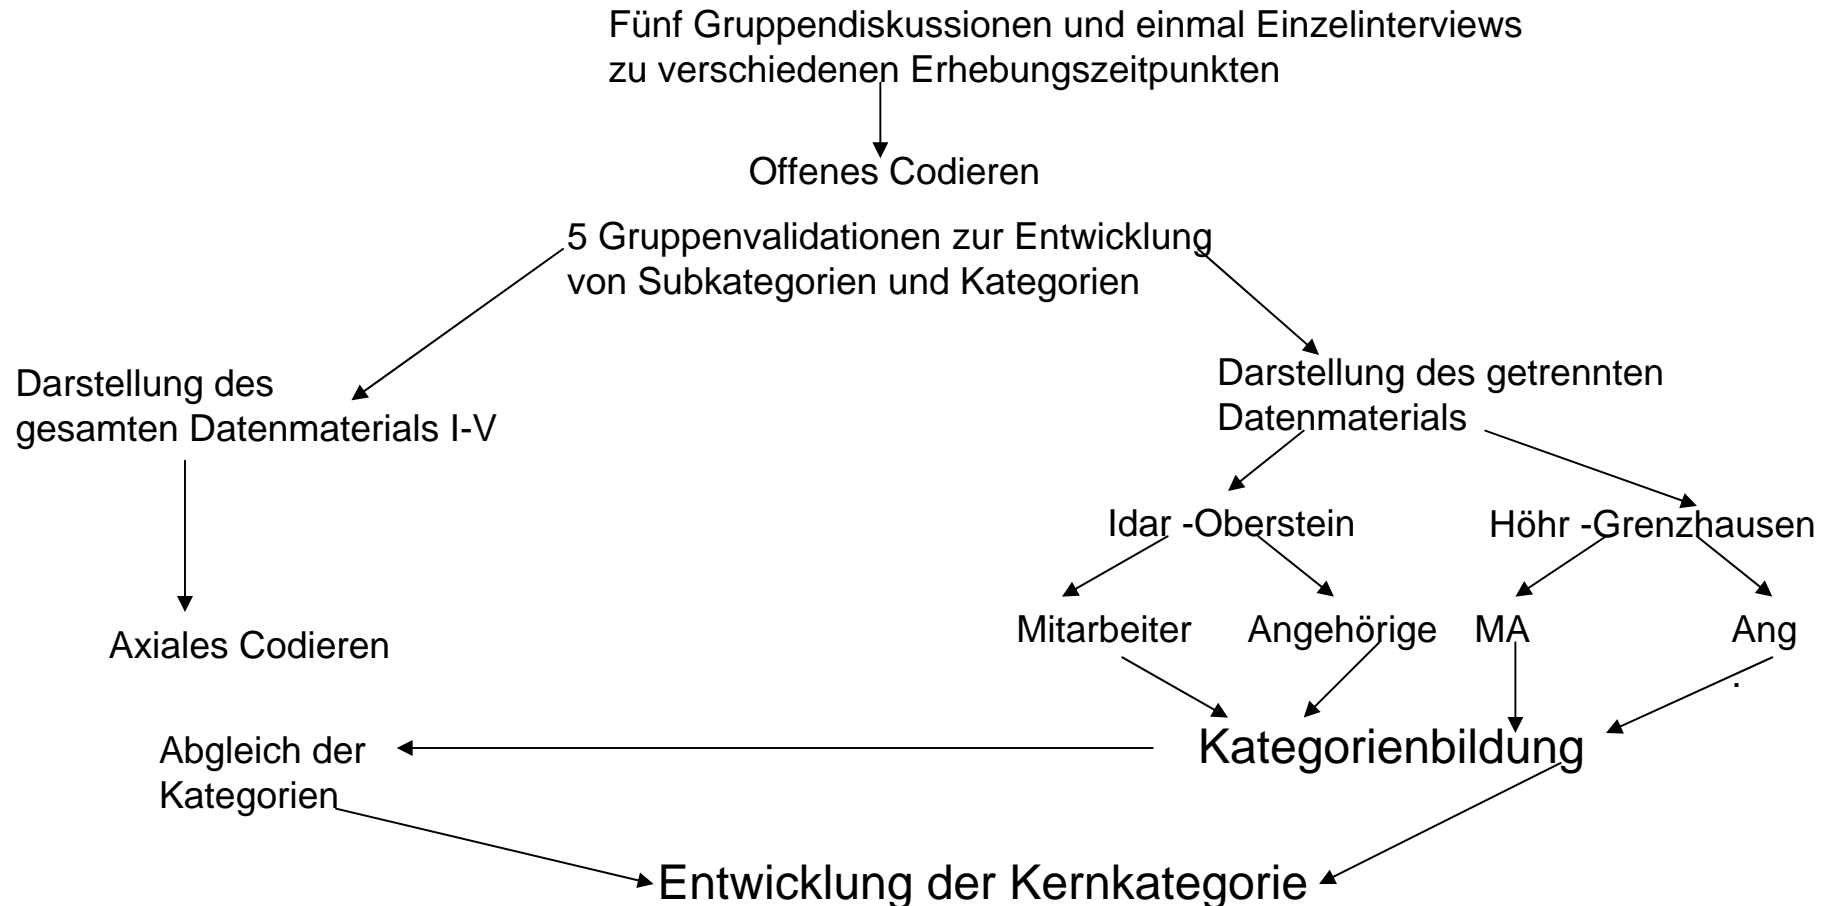 Fünf Gruppendiskussionen und einmal Einzelinterviews
zu verschiedenen Erhebungszeitpunkten
Offenes Codieren
5 Gruppenvalidationen zur Entwicklung
von Subkategorien und Kategorien
Darstellung des
gesamten Datenmaterials I-V
Darstellung des getrennten
Datenmaterials
Idar -Oberstein
Höhr -Grenzhausen
Mitarbeiter
Angehörige
MA
Ang
.
Axiales Codieren
Kategorienbildung
Abgleich der
Kategorien
Entwicklung der Kernkategorie